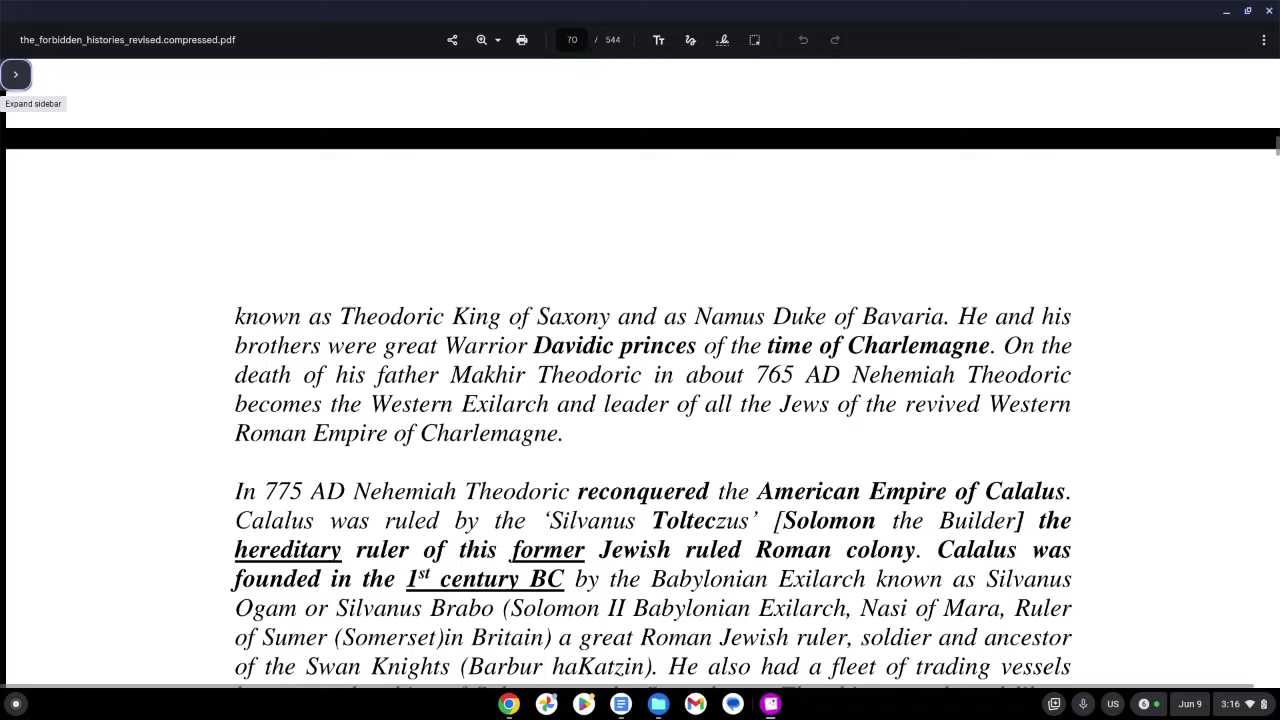 the_forbidden_histories_revised.compressed.pdf
70 / 544
Expand sidebar
known as Theodoric King of Saxony and as Namus Duke of Bavaria. He and his
brothers were great Warrior Davidic princes of the time of Charlemagne. On the
death of his father Makhir Theodoric in about 765 AD Nehemiah Theodoric
becomes the Western Exilarch and leader of all the Jews of the revived Western
Roman Empire of Charlemagne.
In 775 AD Nehemiah Theodoric reconquered the American Empire of Calalus.
Calalus was ruled by the ‘Silvanus Tolteczus’ [Solomon the Builder] the
hereditary ruler of this former Jewish ruled Roman colony. Calalus was
founded in the 1st century BC by the Babylonian Exilarch known as Silvanus
Ogam or Silvanus Brabo (Solomon II Babylonian Exilarch, Nasi of Mara, Ruler
of Sumer (Somerset)in Britain) a great Roman Jewish ruler, soldier and ancestor
of the Swan Knights (Barbur haKatzin). He also had a fleet of trading vessels
US
6
Jun 9
3:16